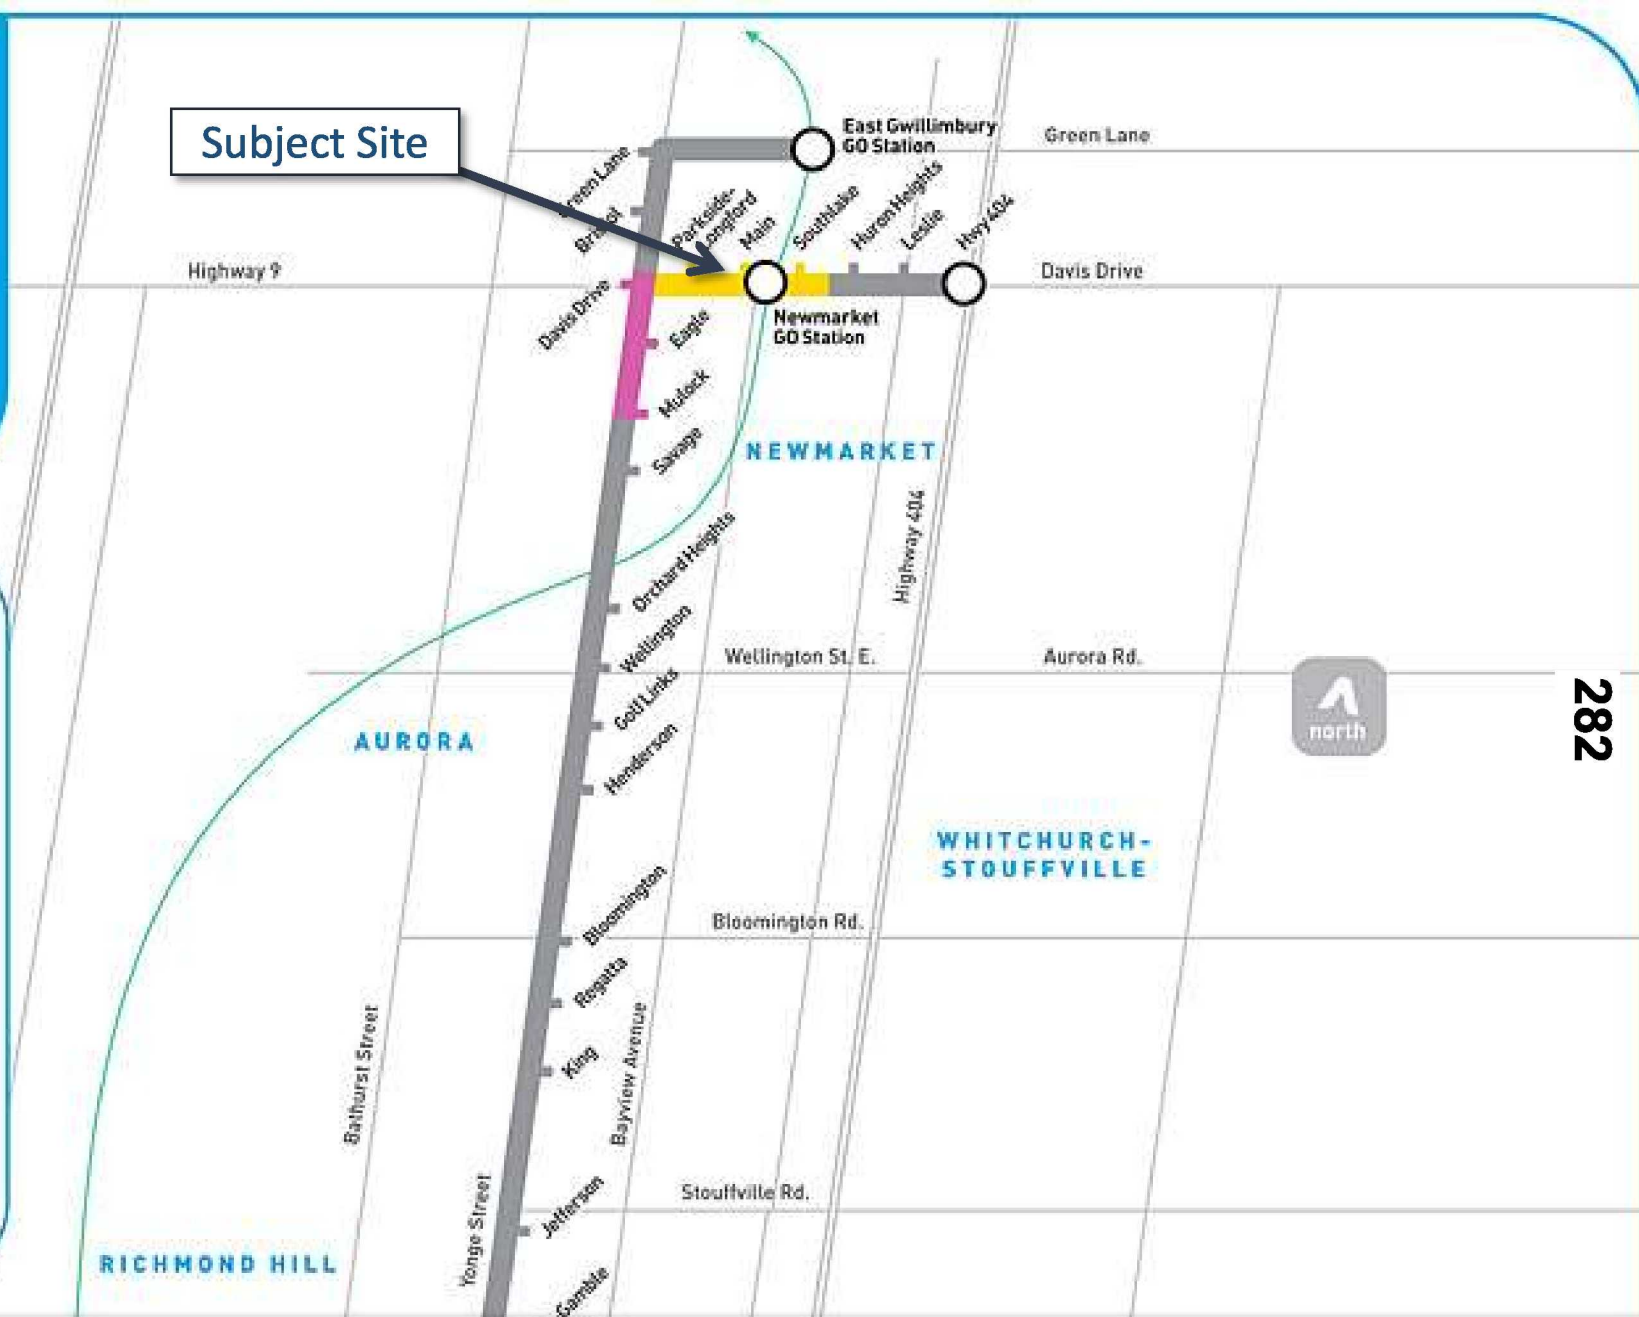 Subject Site
East Gwillimbury
GO Station
Green Lane
Green Lane
Bristol
Parkside-
Longford
Main
Southlake
Huron Heights
Leslie
Hwy 404
Highway 9
Davis Drive
Davis Drive
Newmarket
GO Station
Eagle
Mulock
Savage
NEWMARKET
Highway 404
Orchard Heights
Wellington
Wellington St. E.
Aurora Rd.
Golf Links
north
282
AURORA
Henderson
WHITCHURCH-
STOUFFVILLE
Bloomington
Bloomington Rd.
Regatta
King
Bathurst Street
Bayview Avenue
Jefferson
Stouffville Rd.
Yonge Street
RICHMOND HILL
Gamble